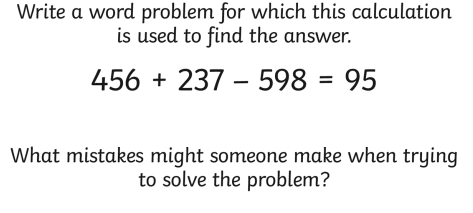 Write a word problem for which this calculation
is used to find the answer.
456 + 237 – 598 = 95
What mistakes might someone make when trying
to solve the problem?